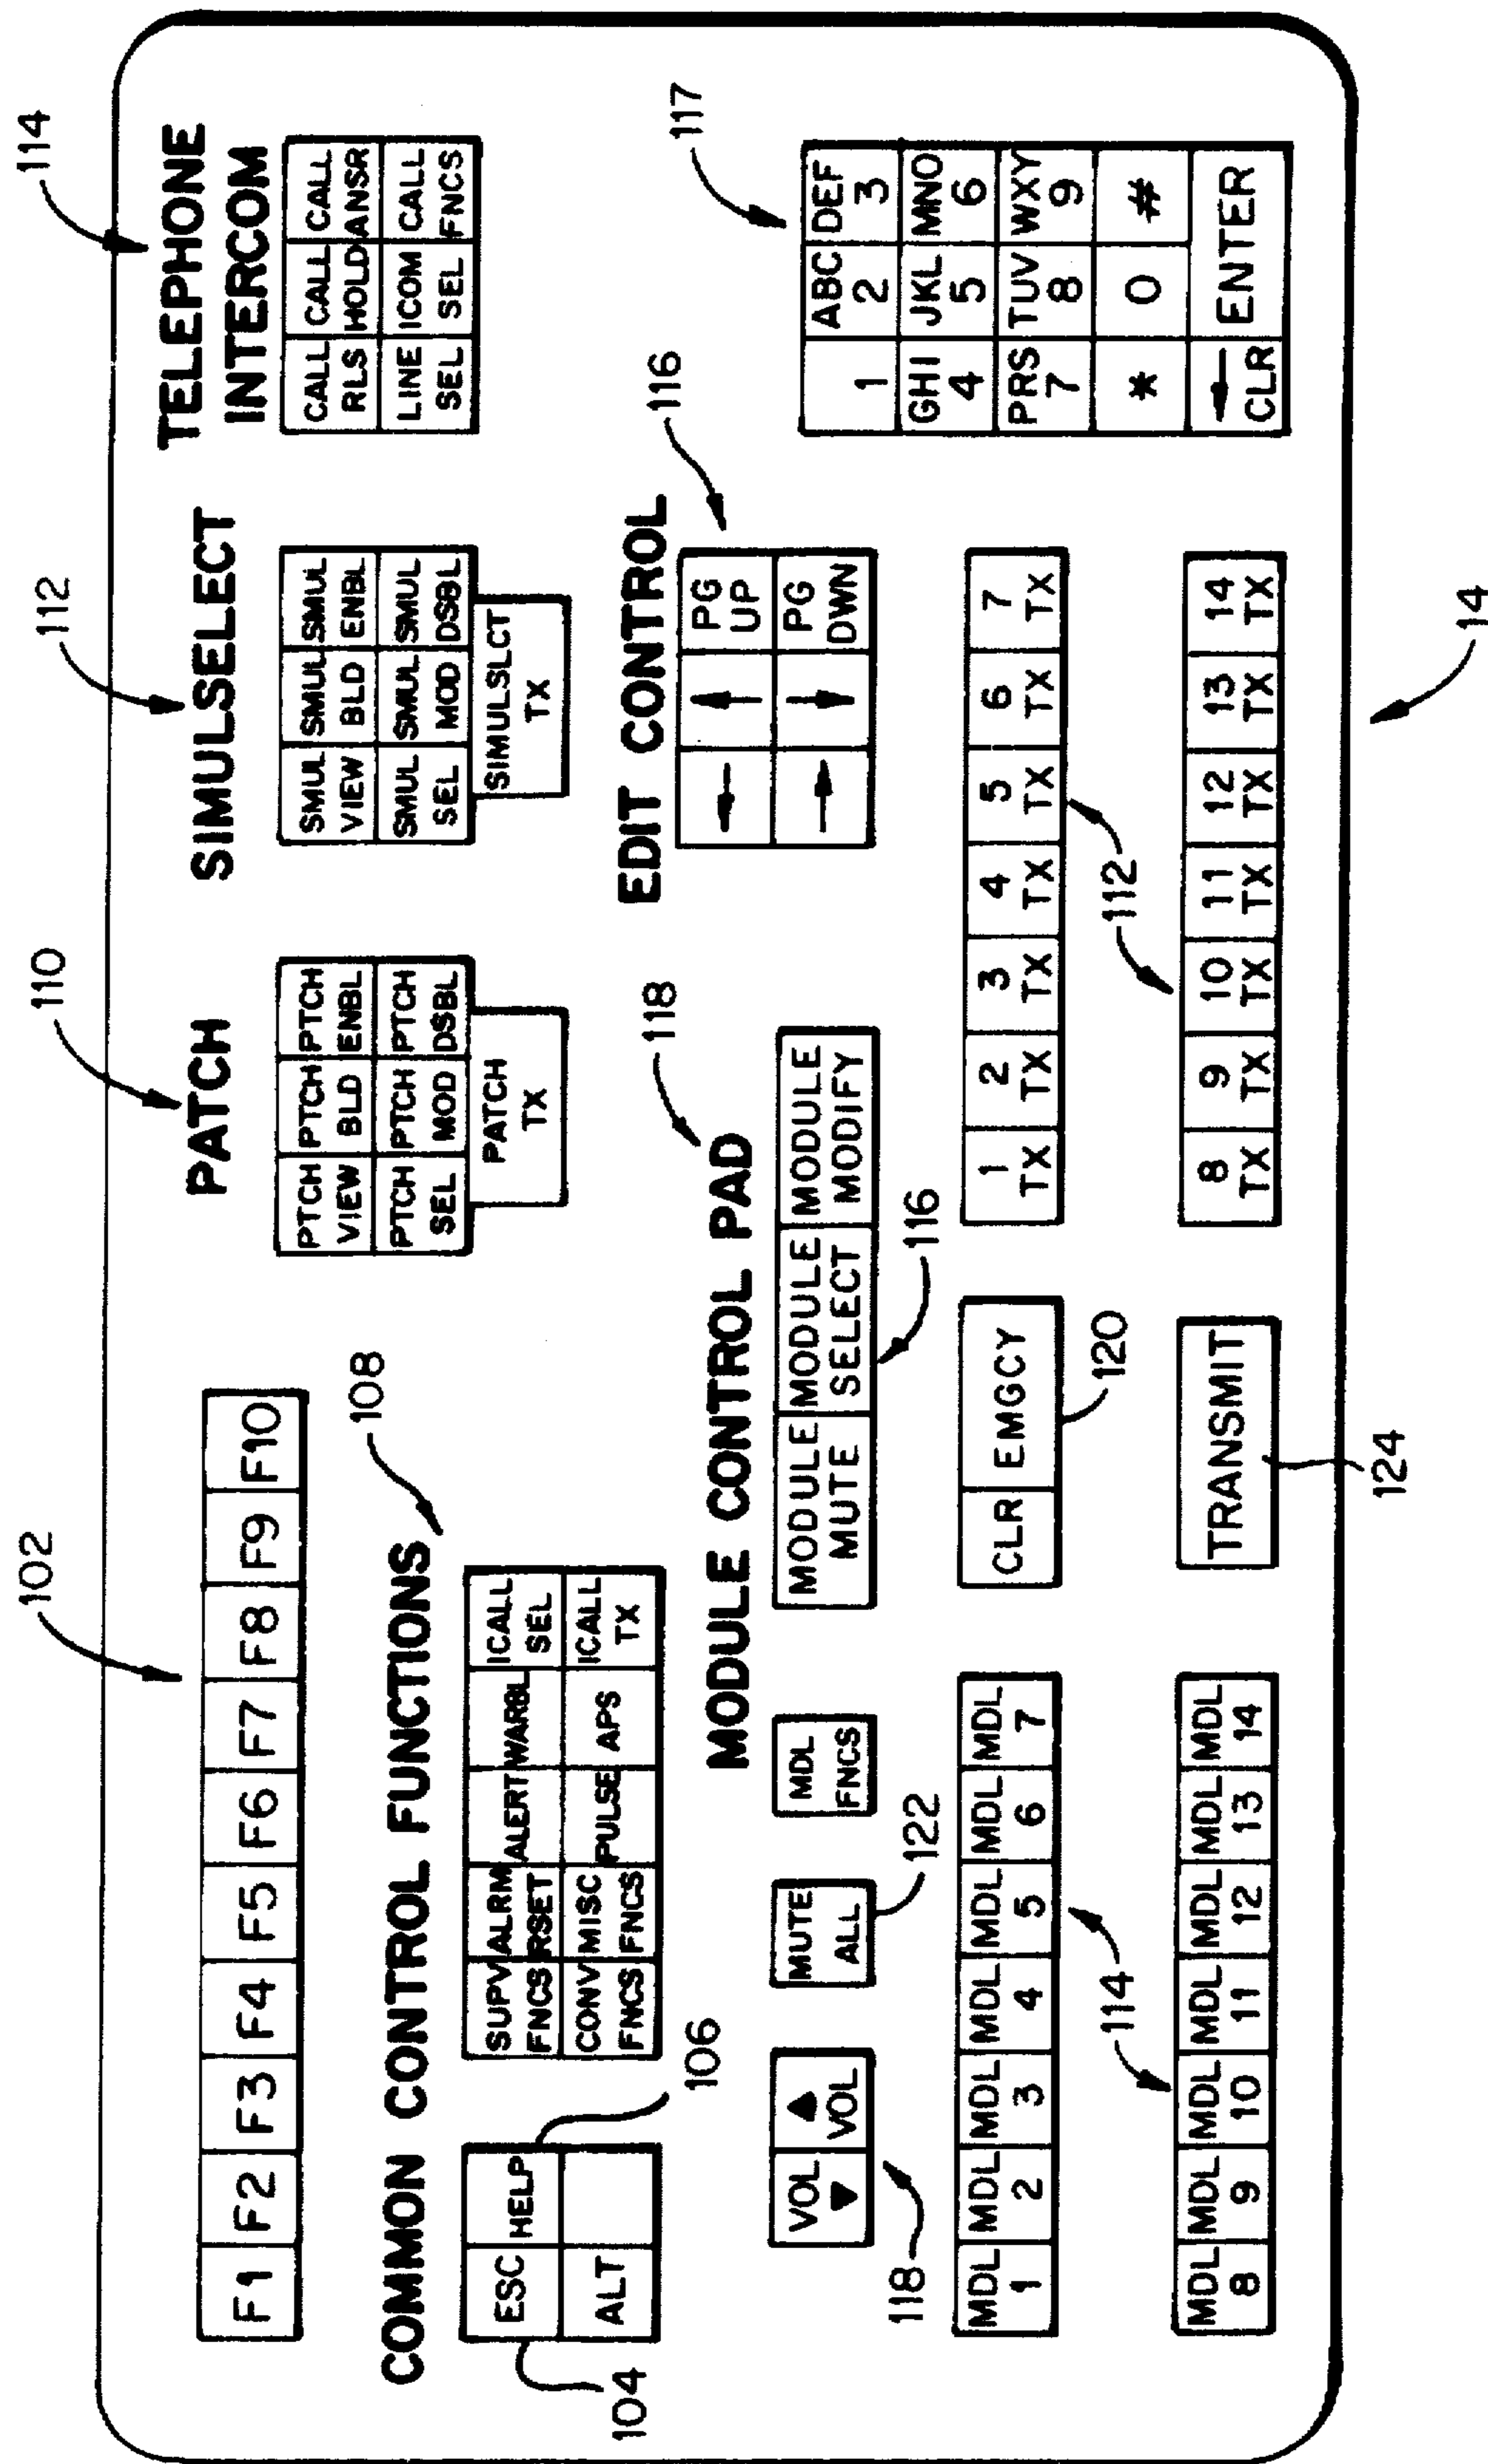 102
110
112
114
F1 F2 F3 F4 F5 F6 F7 F8 F9 F10
PATCH
SIMULSELECT
TELEPHONE
INTERCOM
PTCH PTCH PTCH
VIEW BLD ENBL
PTCH PTCH PTCH
SEL MOD DSBL
PATCH
TX
SMUL SMUL SMUL
VIEW BLD ENBL
SMUL SMUL SMUL
SEL MOD DSBL
SIMULSLCT
TX
CALL CALL CALL
RLS HOLD ANSR
LINE ICOM CALL
SEL SEL FNCS
COMMON CONTROL FUNCTIONS
108
ESC HELP
ALT
104
106
SUPV ALRM ALERT WARBL ICALL
FNCS RSET SEL
CONV MISC PULSE APS ICALL
FNCS FNCS TX
MODULE CONTROL PAD
118
EDIT CONTROL
116
PG
UP
PG
DWN
117
VOL VOL
118
MUTE
ALL
122
MDL
FNCS
MODULE MODULE MODULE
MUTE SELECT MODIFY
116
ABC DEF
1 2 3
GHI JKL MNO
4 5 6
PRS TUV WXY
7 8 9
* 0 #
CLR ENTER
MDL MDL MDL MDL MDL MDL MDL
1 2 3 4 5 6 7
114
CLR EMGCY
120
1 2 3 4 5 6 7
TX TX TX TX TX TX TX
112
MDL MDL MDL MDL MDL MDL MDL
8 9 10 11 12 13 14
TRANSMIT
124
8 9 10 11 12 13 14
TX TX TX TX TX TX TX
14